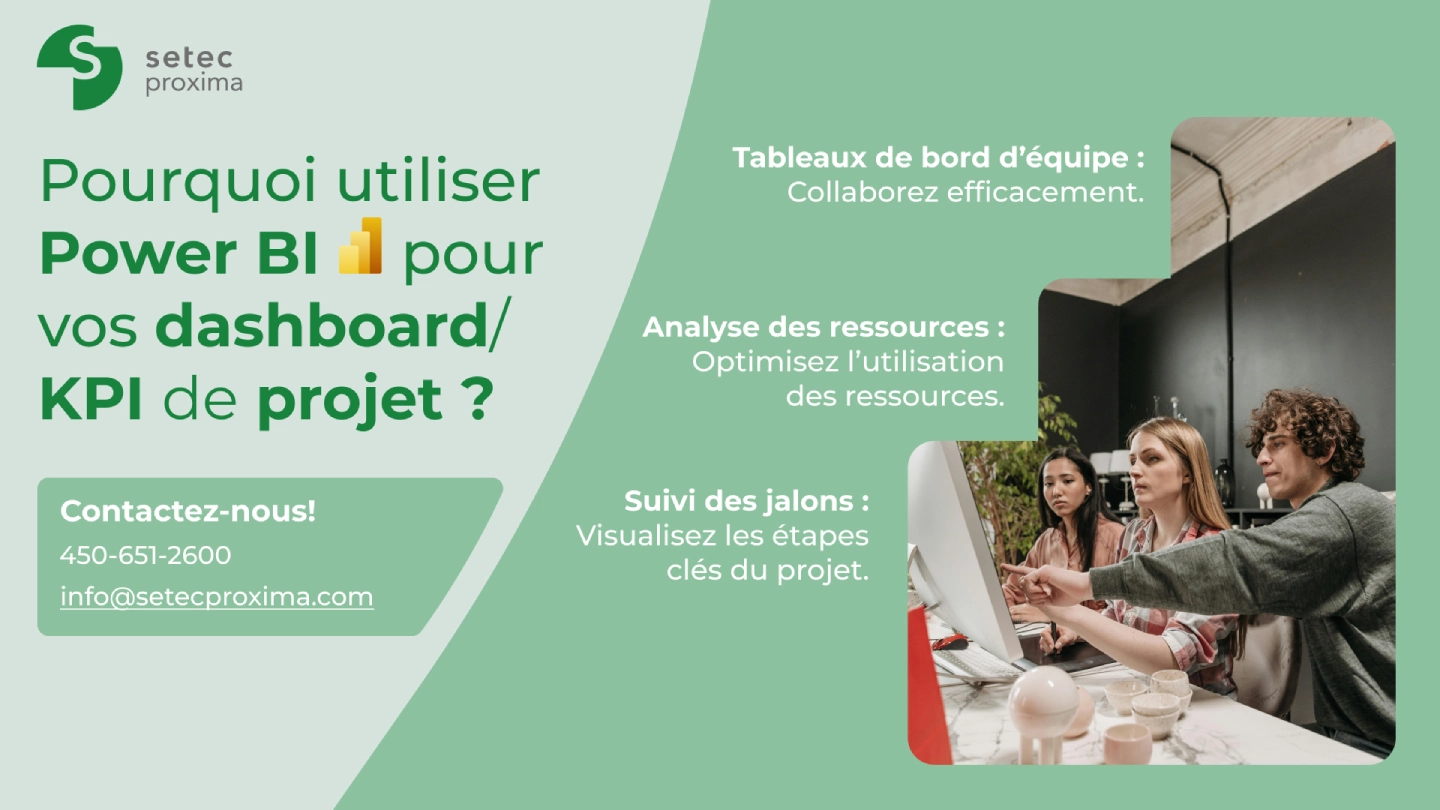 setec
proxima
Pourquoi utiliser
Power BI pour
vos dashboard/
KPI de projet ?
Contactez-nous!
450-651-2600
info@setecproxima.com
Tableaux de bord d’équipe :
Collaborez efficacement.
Analyse des ressources :
Optimisez l’utilisation
des ressources.
Suivi des jalons :
Visualisez les étapes
clés du projet.